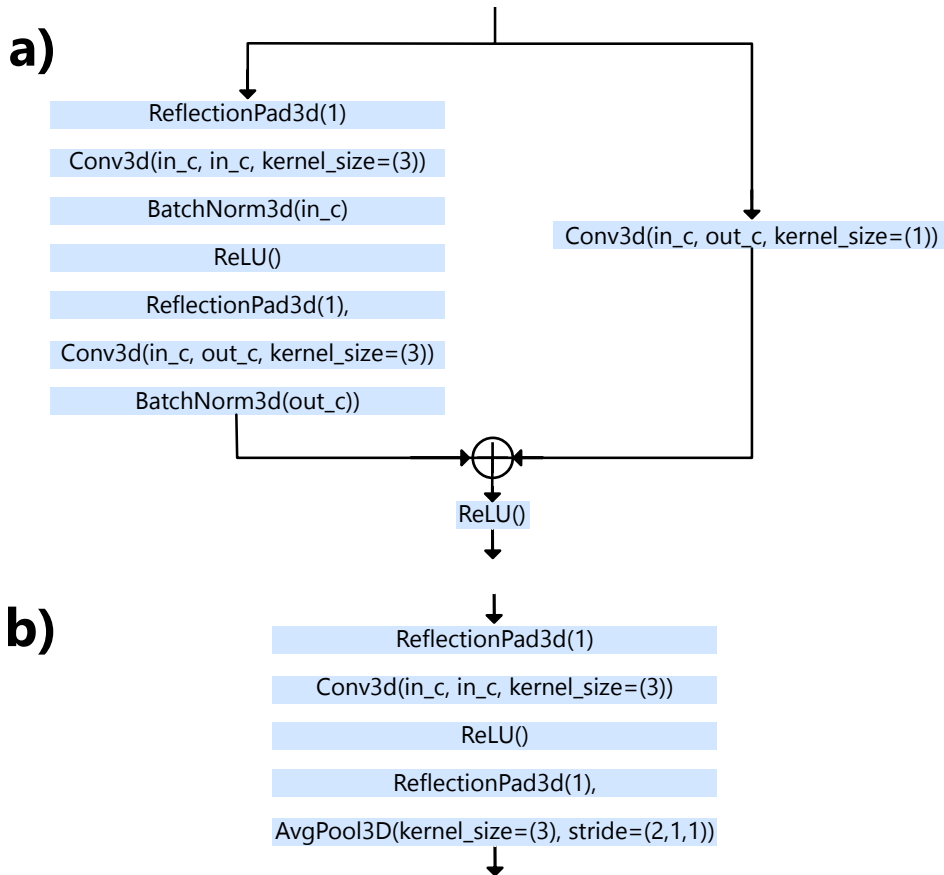 a)
ReflectionPad3d(1)
Conv3d(in_c, in_c, kernel_size=(3))
BatchNorm3d(in_c)
ReLU()
ReflectionPad3d(1),
Conv3d(in_c, out_c, kernel_size=(3))
BatchNorm3d(out_c))
Conv3d(in_c, out_c, kernel_size=(1))
ReLU()
b)
ReflectionPad3d(1)
Conv3d(in_c, in_c, kernel_size=(3))
ReLU()
ReflectionPad3d(1),
AvgPool3D(kernel_size=(3), stride=(2,1,1))